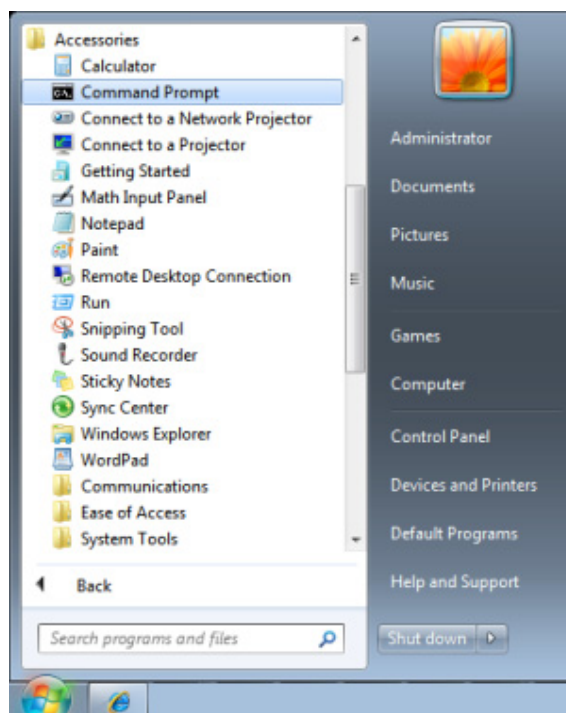 Accessories
Calculator
Command Prompt
Connect to a Network Projector
Connect to a Projector
Getting Started
Math Input Panel
Notepad
Paint
Remote Desktop Connection
Run
Snipping Tool
Sound Recorder
Sticky Notes
Sync Center
Windows Explorer
WordPad
Communications
Ease of Access
System Tools
Back
Search programs and files
Administrator
Documents
Pictures
Music
Games
Computer
Control Panel
Devices and Printers
Default Programs
Help and Support
Shut down